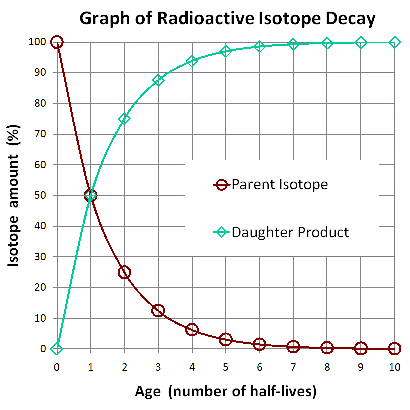 Graph of Radioactive Isotope Decay
Isotope amount (%)
100
90
80
70
60
50
40
30
20
10
0
Parent Isotope
Daughter Product
0 1 2 3 4 5 6 7 8 9 10
Age (number of half-lives)